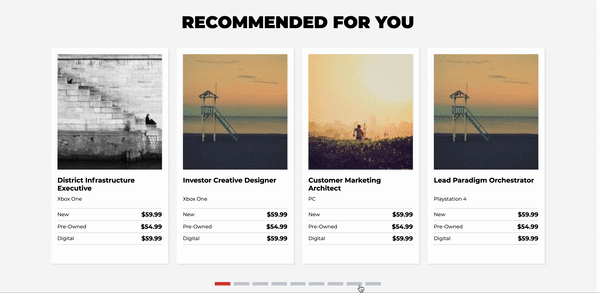 RECOMMENDED FOR YOU
District Infrastructure
Executive
Xbox One
New $59.99
Pre-Owned $54.99
Digital $59.99
Investor Creative Designer
Xbox One
New $59.99
Pre-Owned $54.99
Digital $59.99
Customer Marketing
Architect
PC
New $59.99
Pre-Owned $54.99
Digital $59.99
Lead Paradigm Orchestrator
Playstation 4
New $59.99
Pre-Owned $54.99
Digital $59.99